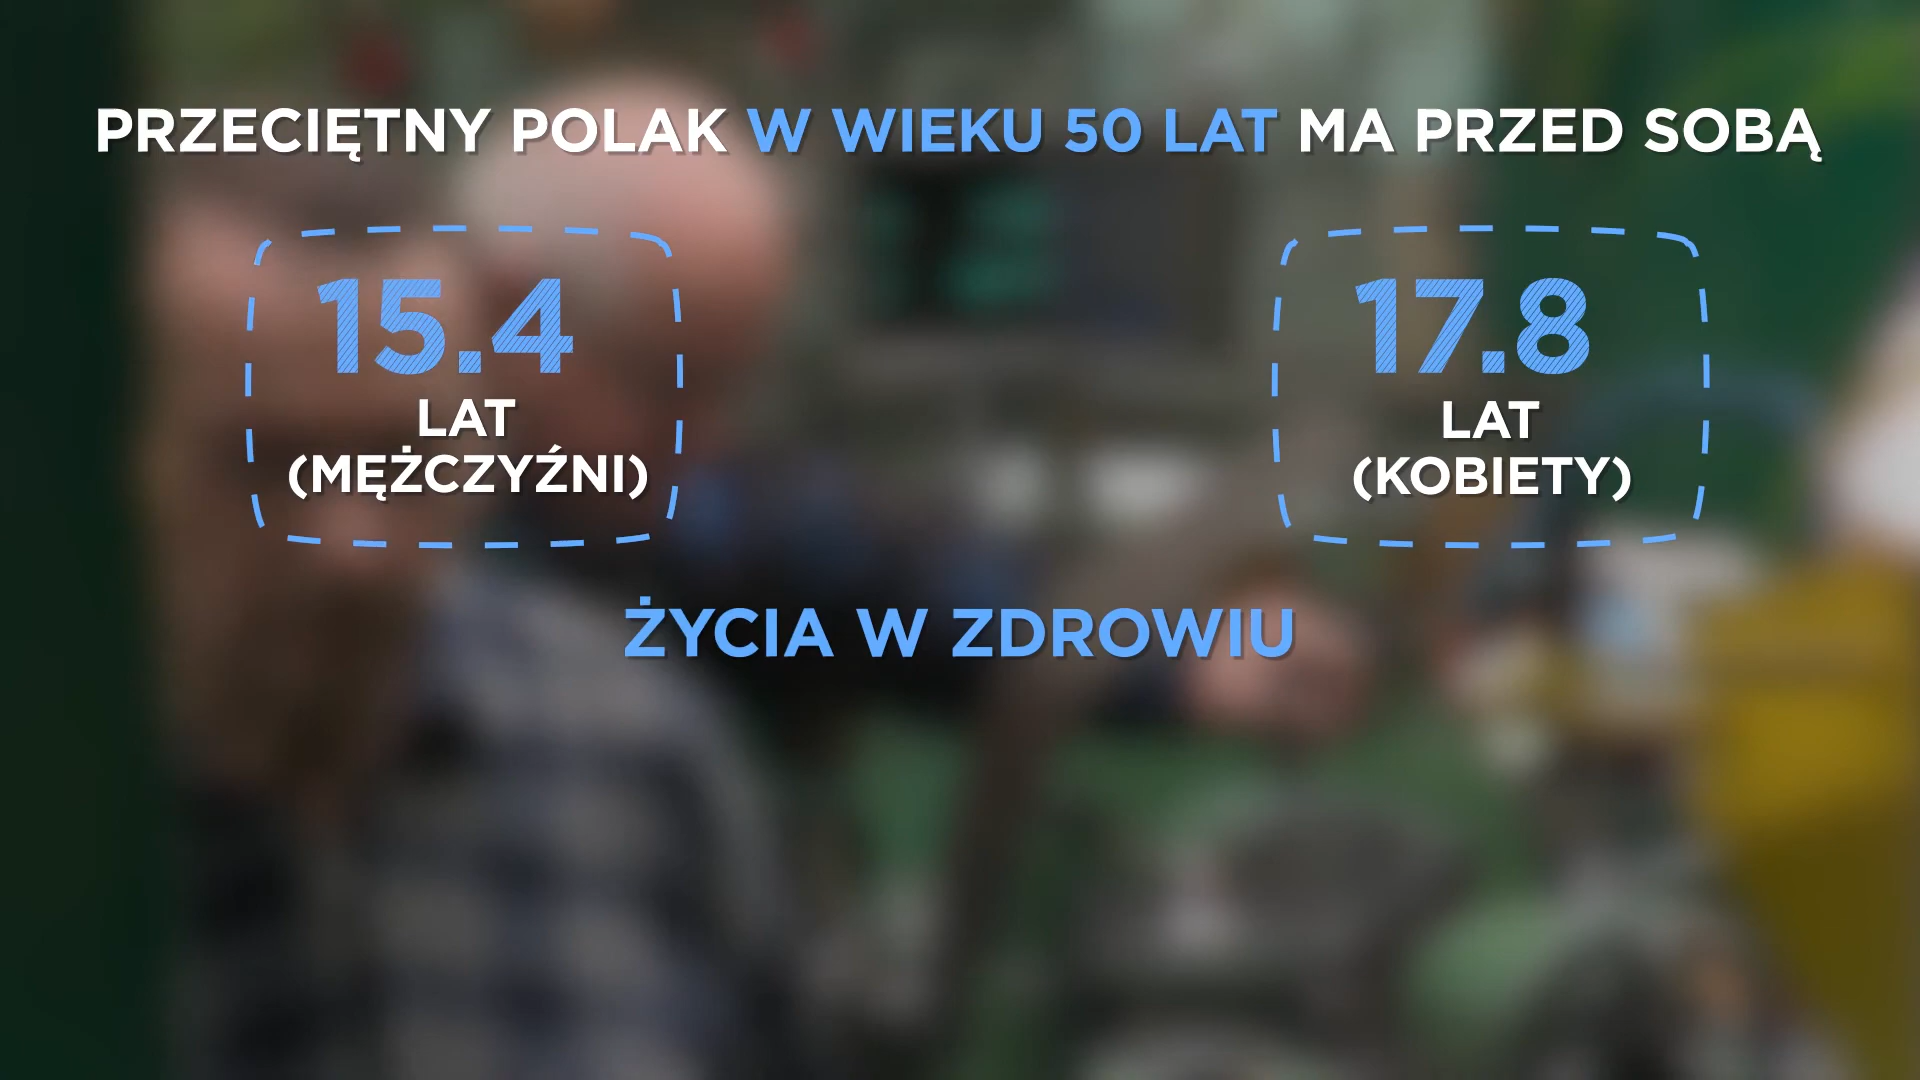 PRZECIĘTNY POLAK W WIEKU 50 LAT MA PRZED SOBĄ
15.4
LAT
(MĘŻCZYŹNI)
17.8
LAT
(KOBIETY)
ŻYCIA W ZDROWIU